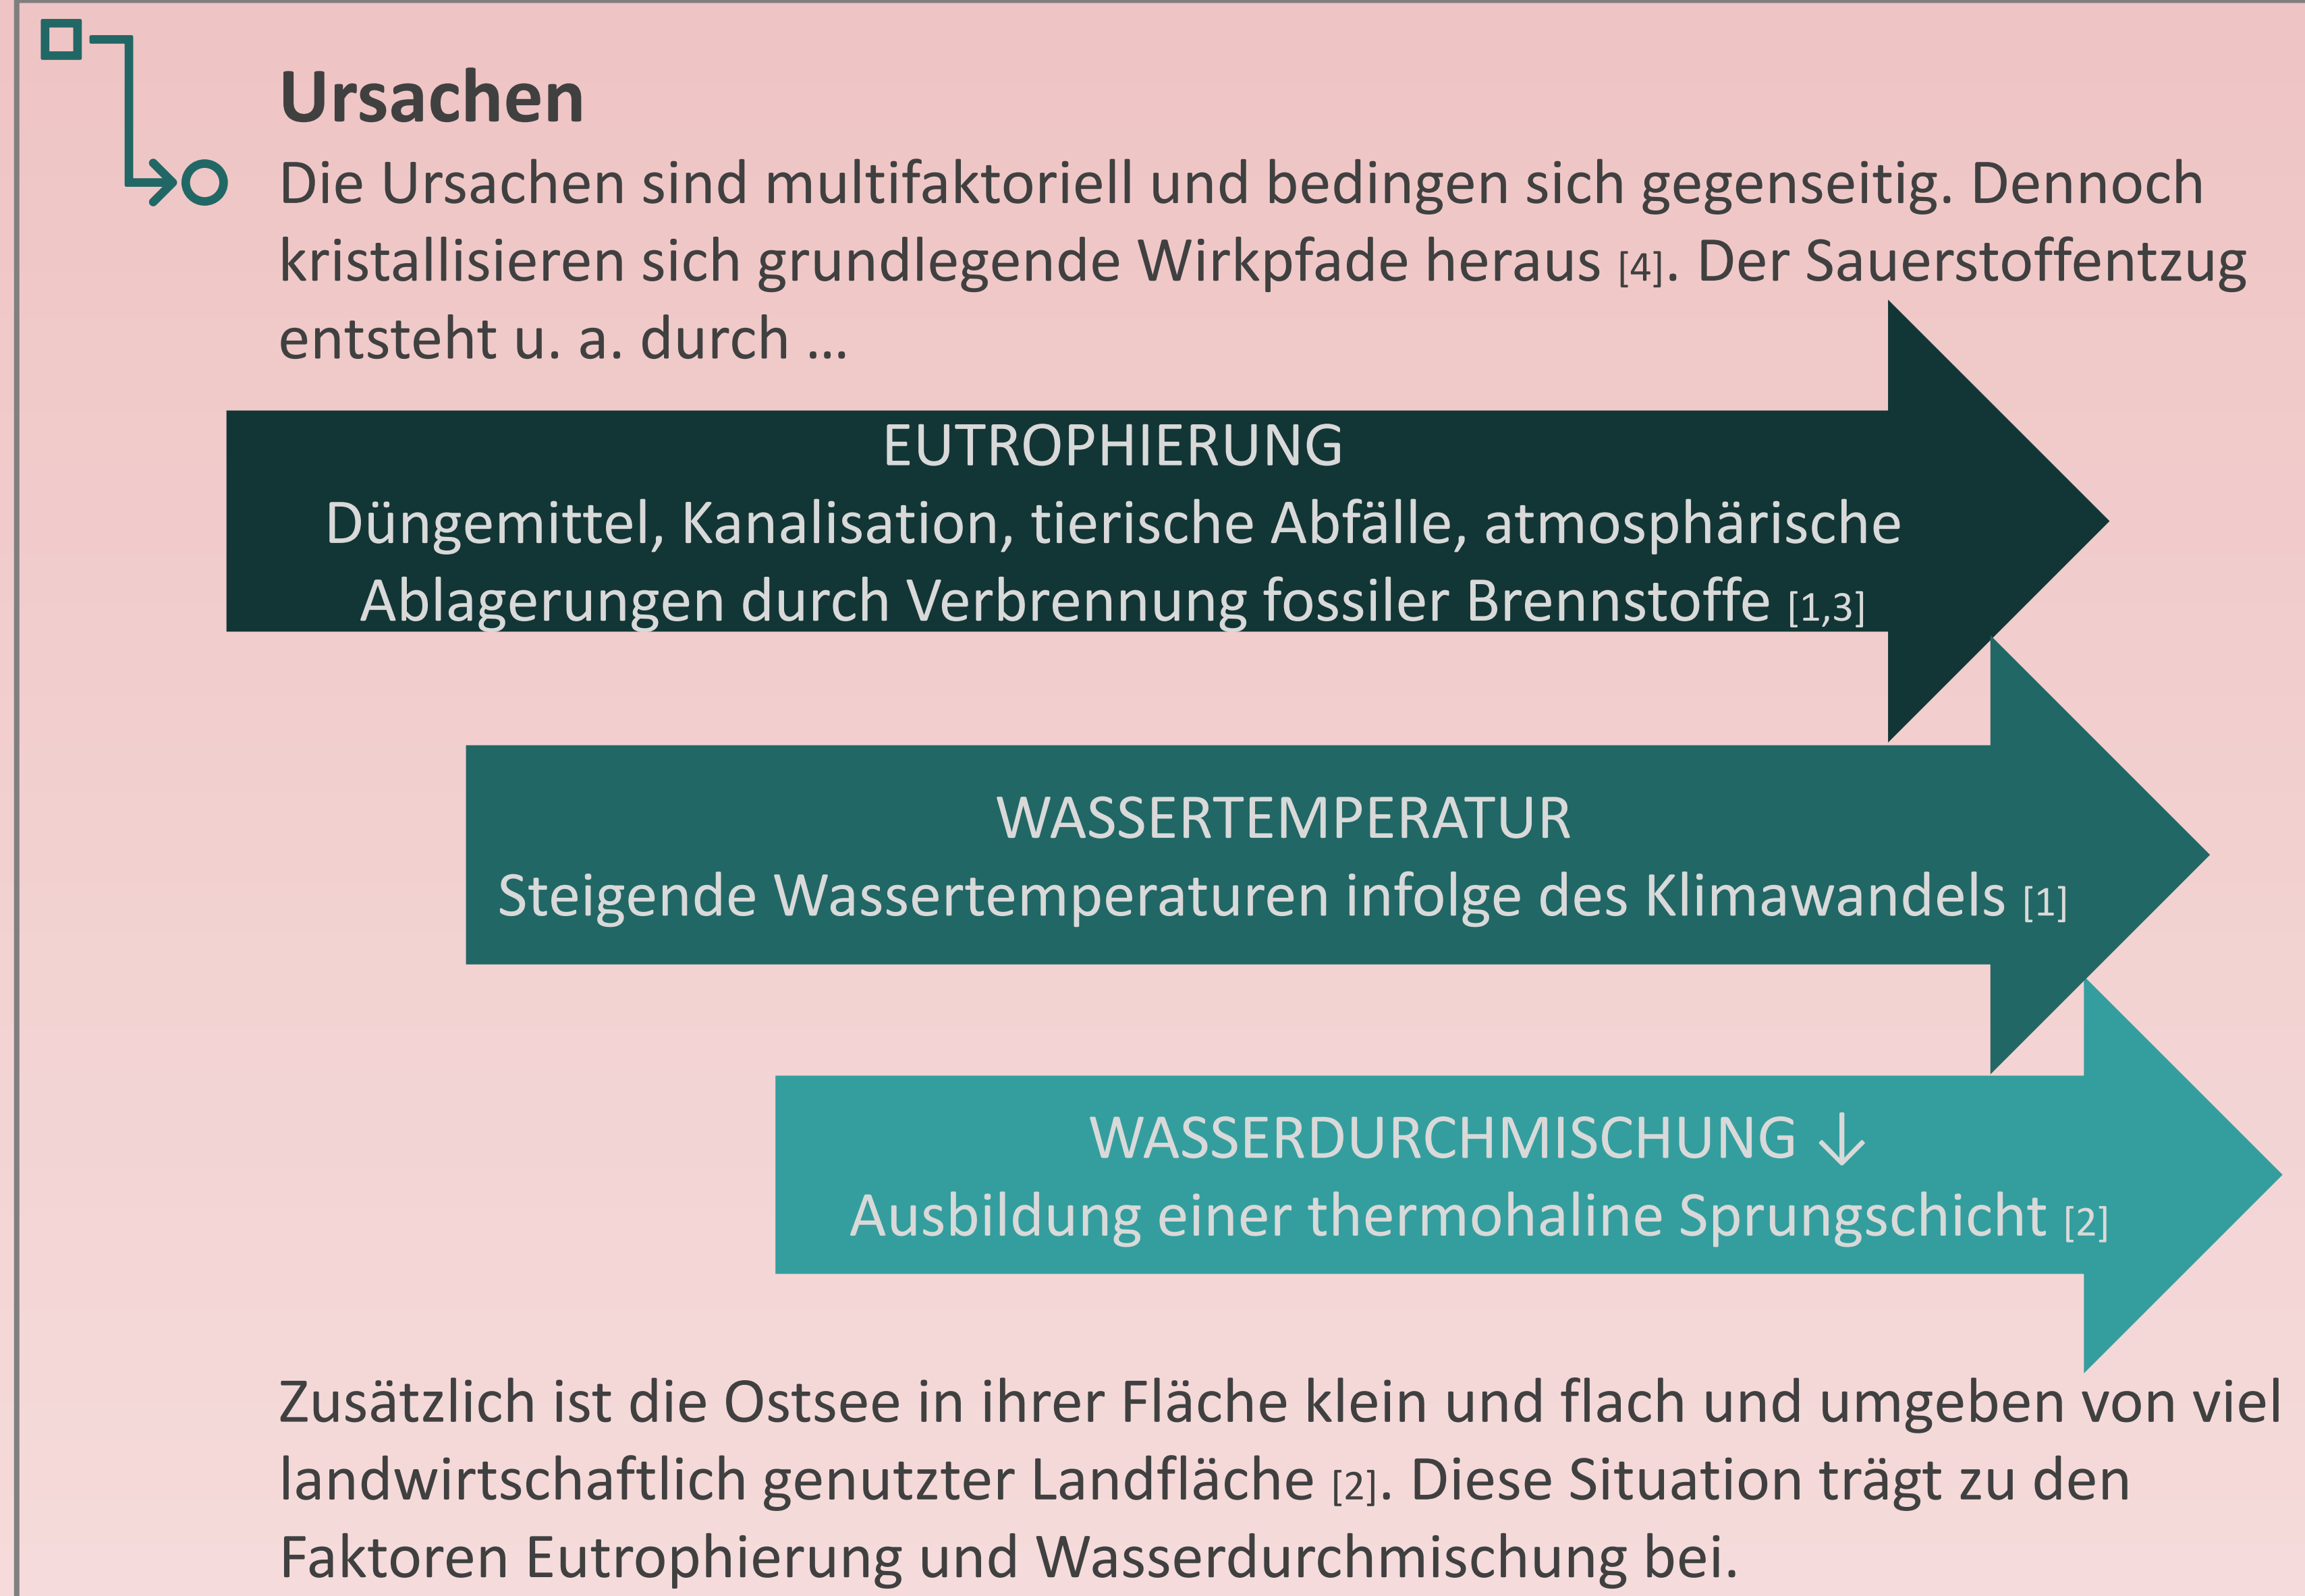 Ursachen
Die Ursachen sind multifaktoriell und bedingen sich gegenseitig. Dennoch
kristallisieren sich grundlegende Wirkpfade heraus [4]. Der Sauerstoffentzug
entsteht u. a. durch …
EUTROPHIERUNG
Düngemittel, Kanalisation, tierische Abfälle, atmosphärische
Ablagerungen durch Verbrennung fossiler Brennstoffe [1,3]
WASSERTEMPERATUR
Steigende Wassertemperaturen infolge des Klimawandels [1]
WASSERDURCHMISCHUNG ↓
Ausbildung einer thermohaline Sprungschicht [2]
Zusätzlich ist die Ostsee in ihrer Fläche klein und flach und umgeben von viel
landwirtschaftlich genutzter Landfläche [2]. Diese Situation trägt zu den
Faktoren Eutrophierung und Wasserdurchmischung bei.